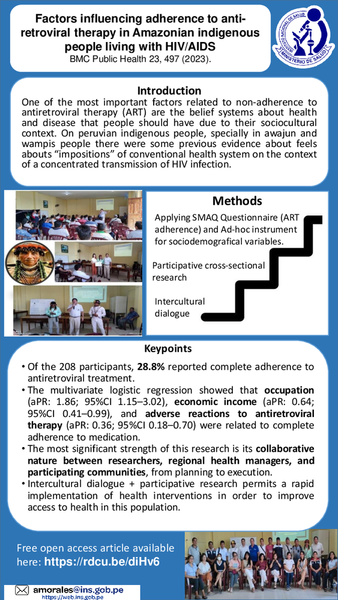 Factors influencing adherence to anti-
retroviral therapy in Amazonian indigenous
people living with HIV/AIDS
BMC Public Health 23, 497 (2023).
INSTITUTO NACIONAL DE SALUD
MINISTERIO DE SALUD
Introduction
One of the most important factors related to non-adherence to
antiretroviral therapy (ART) are the belief systems about health
and disease that people should have due to their sociocultural
context. On peruvian indigenous people, specially in awajun and
wampis people there were some previous evidence about feels
abouts “impositions” of conventional health system on the context
of a concentrated transmission of HIV infection.
Methods
Applying SMAQ Questionnaire (ART
adherence) and Ad-hoc instrument
for sociodemografical variables.
Participative cross-sectional
research
Intercultural
dialogue
Keypoints
• Of the 208 participants, 28.8% reported complete adherence to
antiretroviral treatment.
• The multivariate logistic regression showed that occupation
(aPR: 1.86; 95%CI 1.15–3.02), economic income (aPR: 0.64;
95%CI 0.41–0.99), and adverse reactions to antiretroviral
therapy (aPR: 0.36; 95%CI 0.18–0.70) were related to complete
adherence to medication.
• The most significant strength of this research is its collaborative
nature between researchers, regional health managers, and
participating communities, from planning to execution.
• Intercultural dialogue + participative research permits a rapid
implementation of health interventions in order to improve
access to health in this population.
Free open access article available
here: https://rdcu.be/diHv6
amorales@ins.gob.pe
https://web.ins.gob.pe